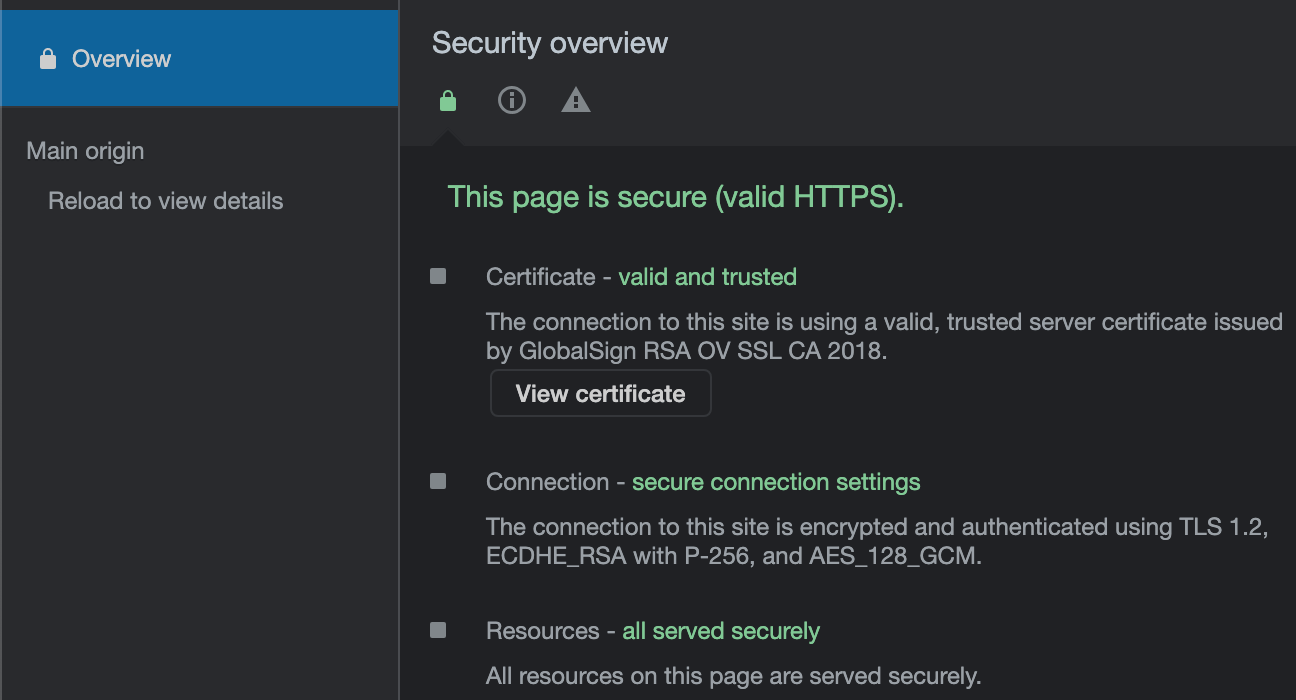 Overview
Main origin
Reload to view details
Security overview
This page is secure (valid HTTPS).
Certificate - valid and trusted
The connection to this site is using a valid, trusted server certificate issued
by GlobalSign RSA OV SSL CA 2018.
View certificate
Connection - secure connection settings
The connection to this site is encrypted and authenticated using TLS 1.2,
ECDHE_RSA with P-256, and AES_128_GCM.
Resources - all served securely
All resources on this page are served securely.